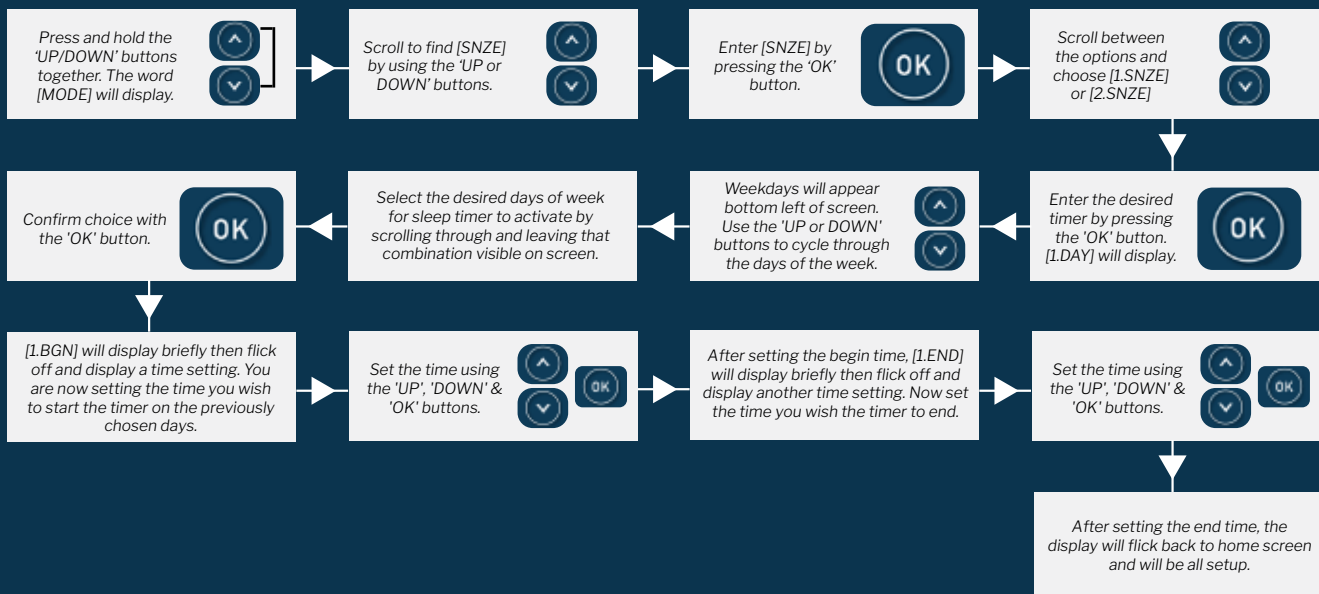 Press and hold the
‘UP/DOWN’ buttons
together. The word
[MODE] will display.
Scroll to find [SNZE]
by using the ‘UP or
DOWN’ buttons.
Enter [SNZE] by
pressing the ‘OK’
button.
OK
Scroll between
the options and
choose [1.SNZE]
or [2.SNZE]
Enter the desired
timer by pressing
the 'OK' button.
[1.DAY] will display.
OK
Weekdays will appear
bottom left of screen.
Use the 'UP or DOWN'
buttons to cycle through
the days of the week.
Select the desired days of week
for sleep timer to activate by
scrolling through and leaving that
combination visible on screen.
Confirm choice with
the 'OK' button.
OK
[1.BGN] will display briefly then flick
off and display a time setting. You
are now setting the time you wish
to start the timer on the previously
chosen days.
Set the time using
the 'UP', 'DOWN' &
'OK' buttons.
OK
After setting the begin time, [1.END]
will display briefly then flick off and
display another time setting. Now set
the time you wish the timer to end.
Set the time using
the 'UP', 'DOWN' &
'OK' buttons.
OK
After setting the end time, the
display will flick back to home screen
and will be all setup.